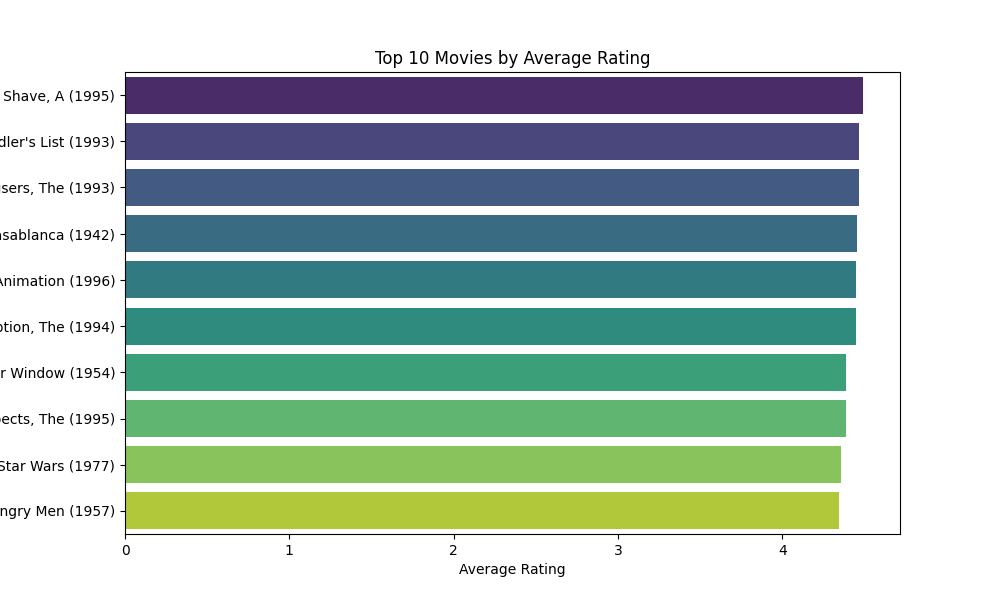 Top 10 Movies by Average Rating
Shave, A (1995)
dler's List (1993)
sers, The (1993)
sablanca (1942)
Animation (1996)
tion, The (1994)
r Window (1954)
ects, The (1995)
Star Wars (1977)
ngry Men (1957)
0 1 2 3 4
Average Rating